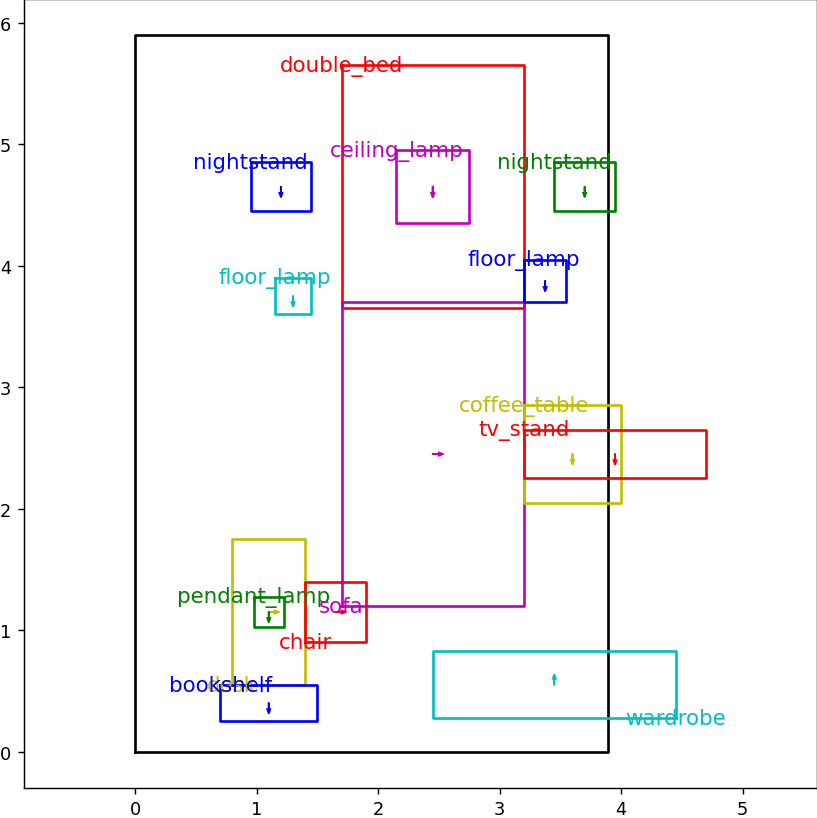 6
double_bed
5
ceiling_lamp
nightstand
nightstand
4
floor_lamp
floor_lamp
3
coffee_table
tv_stand
2
pendant_lamp
sofa
1
chair
bookshelf
wardrobe
0
0 1 2 3 4 5